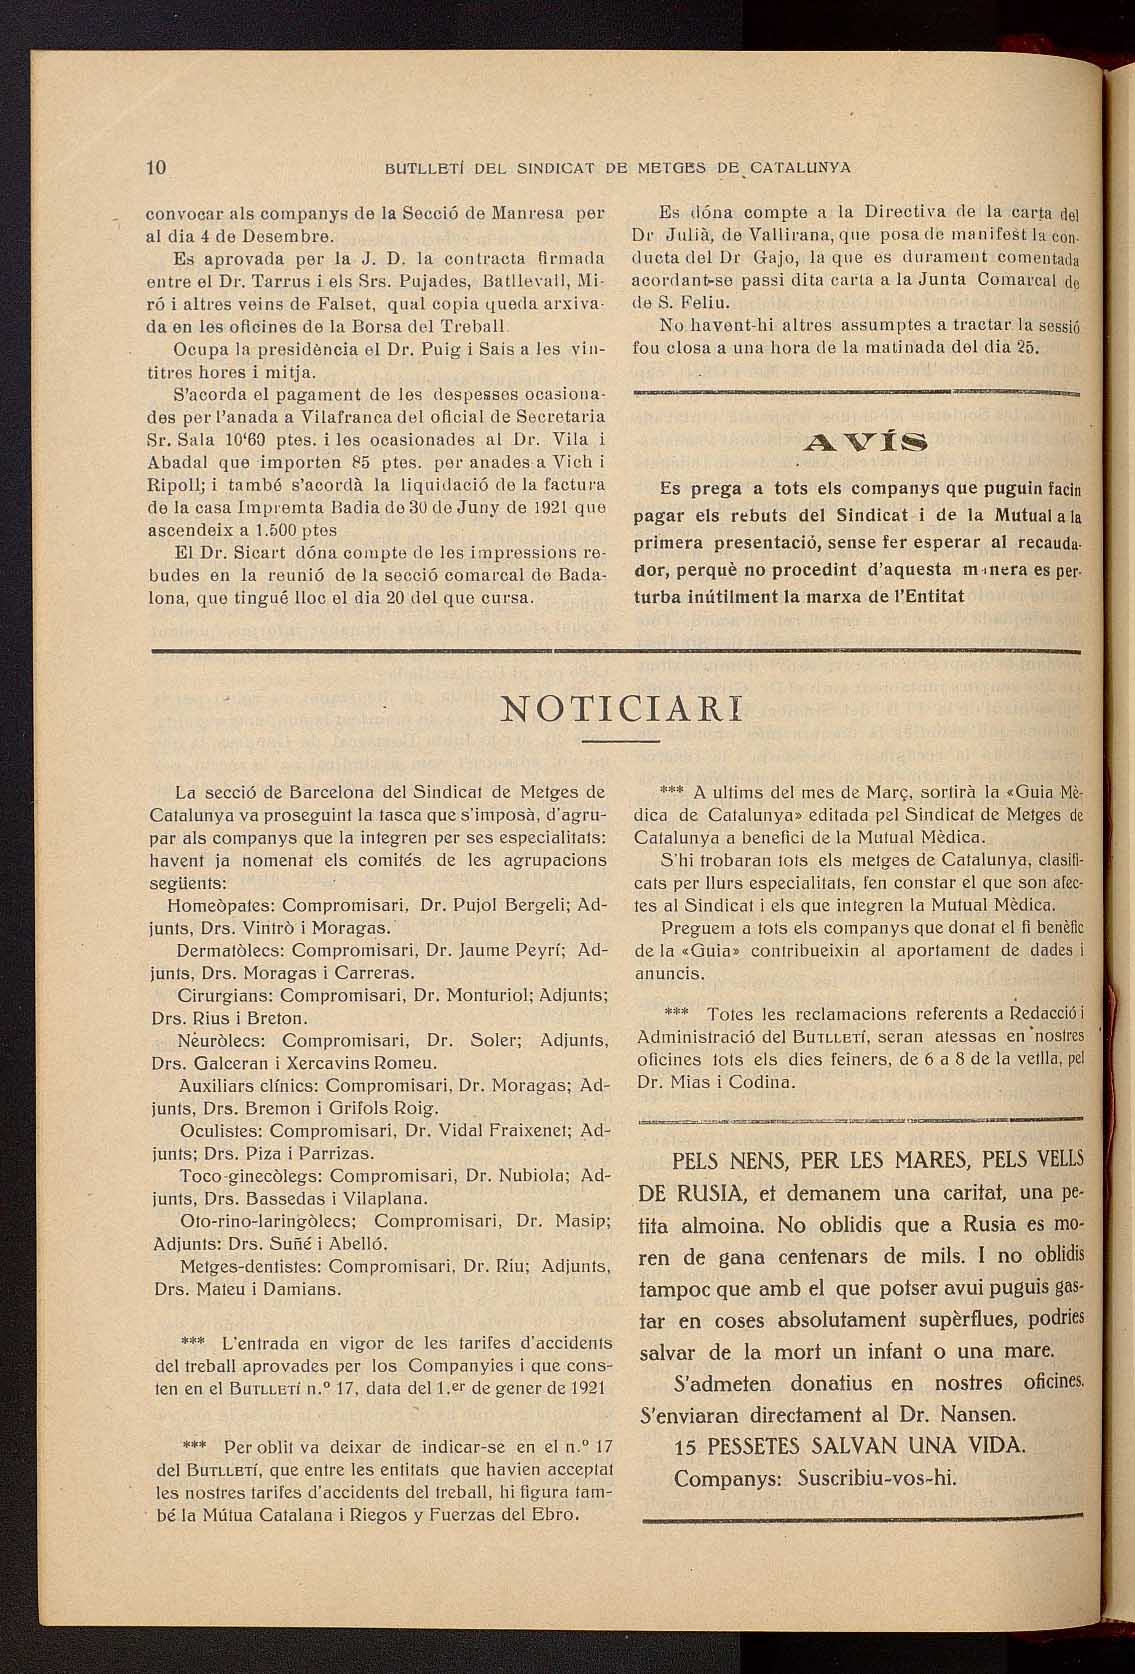 10
BUTLLETÍ DEL SINDICAT DE METGES DE CATALUNYA
convocar als companys de la Secció de Manresa per
al dia 4 de Desembre.
Es aprovada per la J. D. la contracta firmada
entre el Dr. Tarrus i els Srs. Pujades, Batllevall, Mi-
ró i altres veins de Falset, qual copia queda arxiva-
da en les oficines de la Borsa del Treball.
Ocupa la presidència el Dr. Puig i Sais a les vin-
titres hores i mitja.
S'acorda el pagament de les despesses ocasiona-
des per l'anada a Vilafranca del oficial de Secretaria
Sr. Sala 10'60 ptes. i les ocasionades al Dr. Vila i
Abadal que importen 85 ptes. per anades a Vich i
Ripoll; i també s'acordà la liquidació de la factura
de la casa Impremta Badia de 30 de Juny de 1921 que
ascendeix a 1.500 ptes
El Dr. Sicart dóna compte de les impressions re-
budes en la reunió de la secció comarcal de Bada-
lona, que tingué lloc el dia 20 del que cursa.
Es dóna compte a la Directiva de la carta del
Dr Julià, de Vallirana, que posa de manifest la con-
ducta del Dr Gajo, la que es durament comentada
acordant-se passi dita carta a la Junta Comarcal de
de S. Feliu.
No havent-hi altres assumptes a tractar la sessió
fou closa a una hora de la matinada del dia 25.
AVÍS
Es prega a tots els companys que puguin facin
pagar els rebuts del Sindicat i de la Mutual a la
primera presentació, sense fer esperar al recauda-
dor, perquè no procedint d'aquesta manera es per-
turba inútilment la marxa de l'Entitat
NOTICIARI
La secció de Barcelona del Sindicat de Metges de
Catalunya va proseguint la tasca que s'imposà, d'agru-
par als companys que la integren per ses especialitats:
havent ja nomenat els comités de les agrupacions
següents:
Homeòpates: Compromisari, Dr. Pujol Bergeli; Ad-
junts, Drs. Vintrò i Moragas.
Dermatòlecs: Compromisari, Dr. Jaume Peyrí; Ad-
junts, Drs. Moragas i Carreras.
Cirurgians: Compromisari, Dr. Monturiol; Adjunts;
Drs. Rius i Breton.
Nèuròlecs: Compromisari, Dr. Soler; Adjunts,
Drs. Galceran i Xercavins Romeu.
Auxiliars clínics: Compromisari, Dr. Moragas; Ad-
junts, Drs. Bremon i Grifols Roig.
Oculistes: Compromisari, Dr. Vidal Fraixenet; Ad-
junts; Drs. Piza i Parrizas.
Toco-ginecòlegs: Compromisari, Dr. Nubiola; Ad-
junts, Drs. Bassedas i Vilaplana.
Oto-rino-laringòlecs; Compromisari, Dr. Masip;
Adjunts: Drs. Suñé i Abelló.
Metges-dentistes: Compromisari, Dr. Riu; Adjunts,
Drs. Mateu i Damians.
*** L'entrada en vigor de les tarifes d'accidents
del treball aprovades per los Companyies i que cons-
ten en el BUTLLETÍ n.º 17, data del 1.er de gener de 1921
*** Per oblit va deixar de indicar-se en el n.º 17
del BUTLLETÍ, que entre les entitats que havien acceptat
les nostres tarifes d'accidents del treball, hi figura tam-
bé la Mútua Catalana i Riegos y Fuerzas del Ebro.
*** A ultims del mes de Març, sortirà la «Guia Mè-
dica de Catalunya» editada pel Sindicat de Metges de
Catalunya a benefici de la Mutual Mèdica.
S'hi trobaran tots els metges de Catalunya, clasifi-
cats per llurs especialitats, fen constar el que son afec-
tes al Sindicat i els que integren la Mutual Mèdica.
Preguem a tots els companys que donat el fi benèfic
de la «Guia» contribueixin al aportament de dades i
anuncis.
*** Totes les reclamacions referents a Redacció i
Administració del BUTLLETÍ, seran atessas en nostres
oficines tots els dies feiners, de 6 a 8 de la vetlla, pel
Dr. Mias i Codina.
PELS NENS, PER LES MARES, PELS VELLS
DE RUSIA, et demanem una caritat, una pe-
tita almoina. No oblidis que a Rusia es mo-
ren de gana centenars de mils. I no oblidis
tampoc que amb el que potser avui puguis gas-
tar en coses absolutament supèrflues, podries
salvar de la mort un infant o una mare.
S'admeten donatius en nostres oficines.
S'enviaran directament al Dr. Nansen.
15 PESSETES SALVAN UNA VIDA.
Companys: Suscribiu-vos-hi.